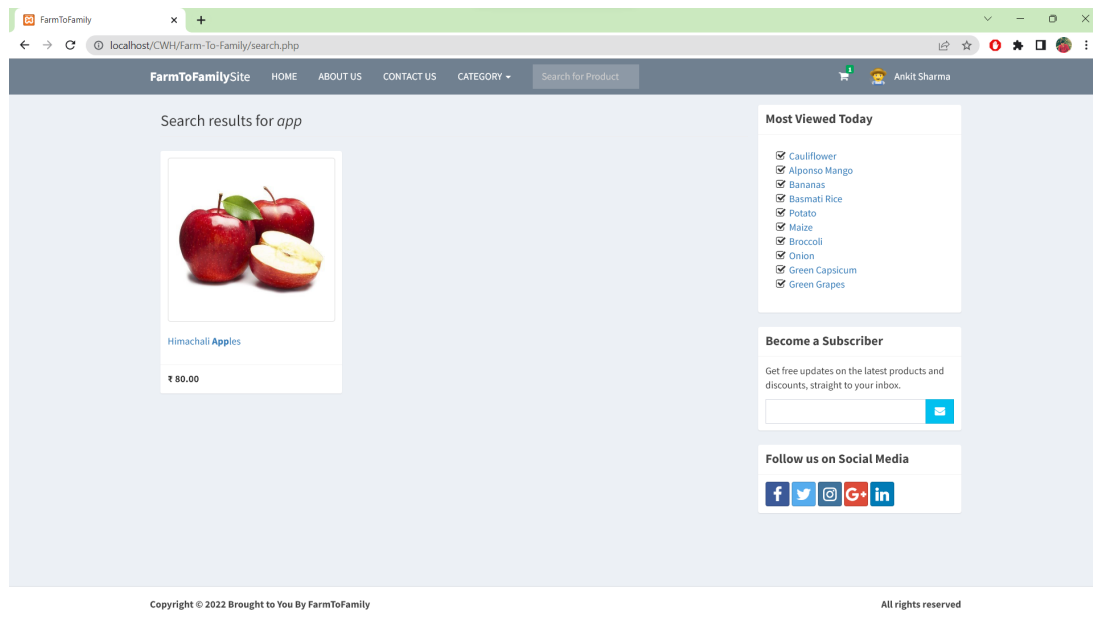 FarmToFamily
localhost/CWH/Farm-To-Family/search.php
FarmToFamilySite HOME ABOUT US CONTACT US CATEGORY Search for Product 1 Ankit Sharma
Search results for app
Himachali Apples
₹ 80.00
Most Viewed Today
Cauliflower
Alponso Mango
Bananas
Basmati Rice
Potato
Maize
Broccoli
Onion
Green Capsicum
Green Grapes
Become a Subscriber
Get free updates on the latest products and
discounts, straight to your inbox.
Follow us on Social Media
f G+ in
Copyright © 2022 Brought to You By FarmToFamily
All rights reserved